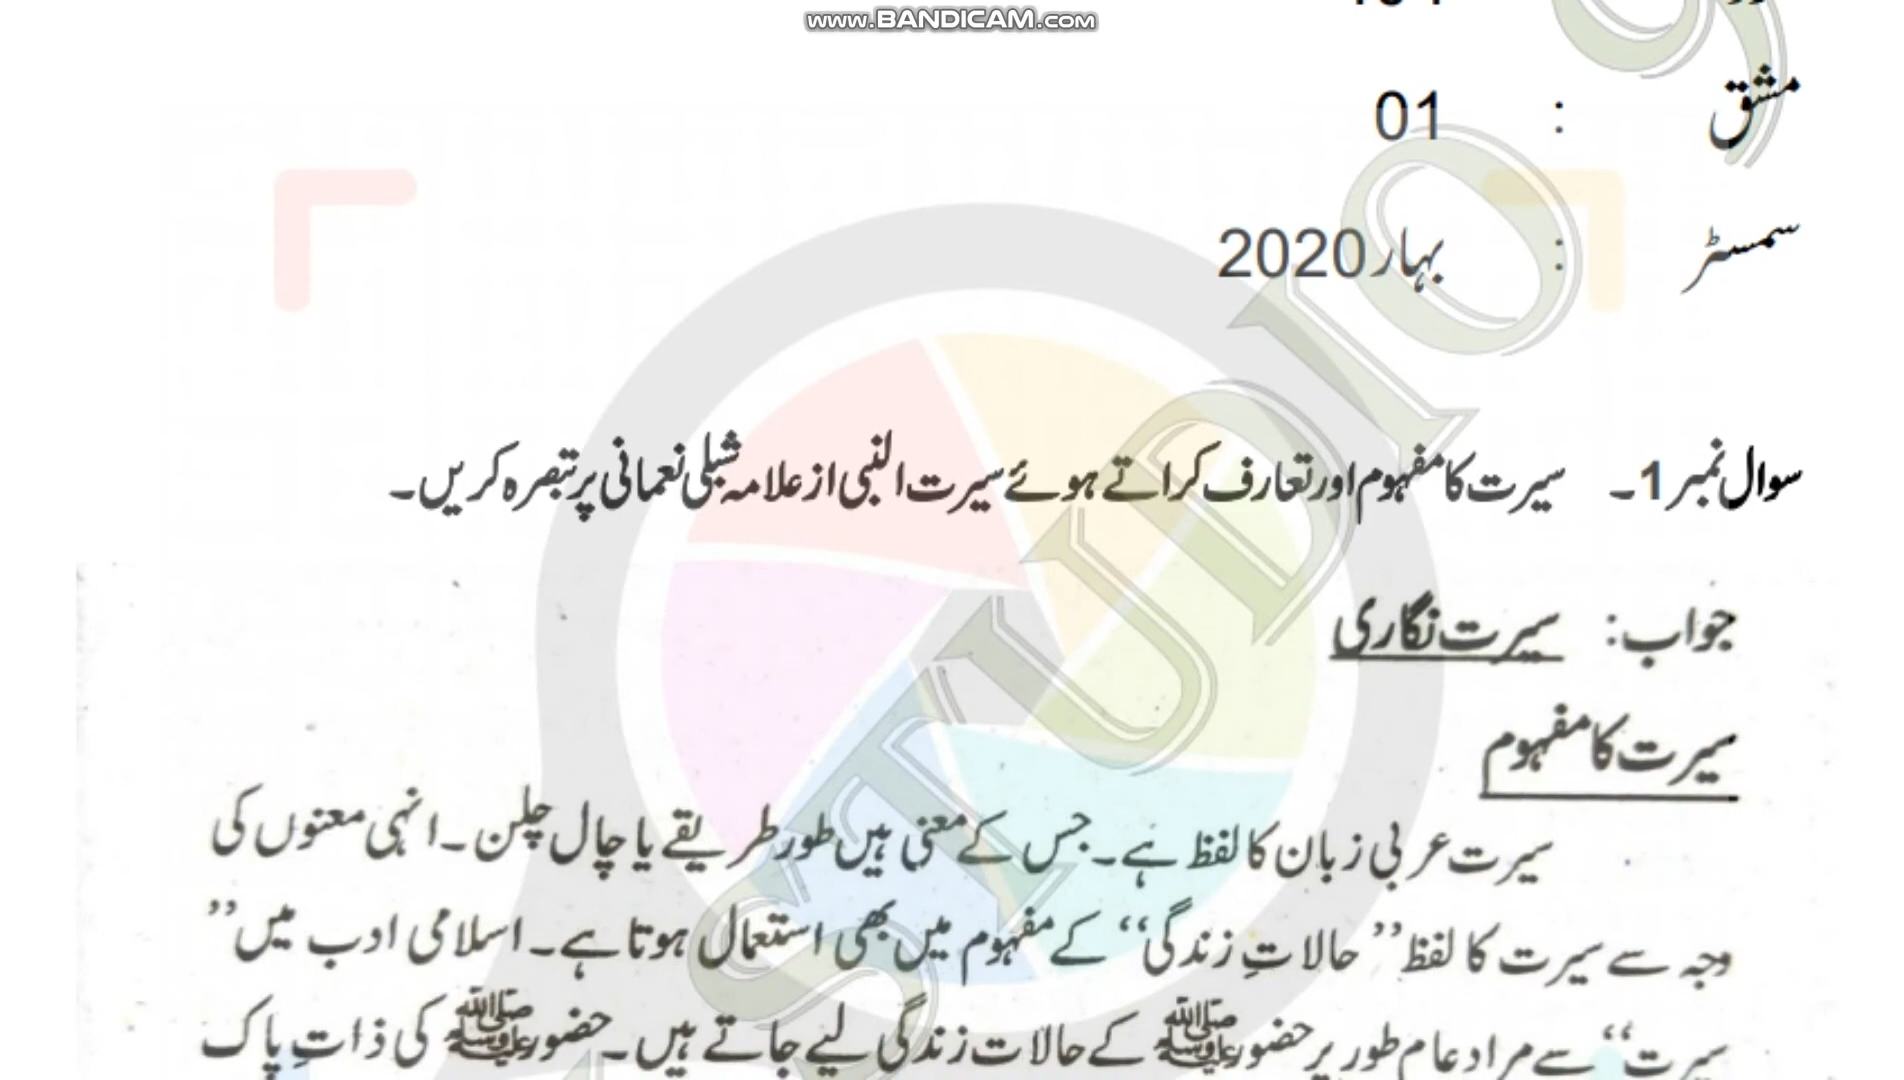 www.BANDICAM.com
مشق : 01
سمسٹر : بہار 2020
سوال نمبر 1۔ سیرت کا مفہوم اور تعارف کراتے ہوئے سیرت النبی از علامہ شبلی نعمانی پر تبصرہ کریں۔
جواب: سیرت نگاری
سیرت کا مفہوم
سیرت عربی زبان کا لفظ ہے۔ جس کے معنی ہیں طور طریقے یا چال چلن۔ انہی معنوں کی
وجہ سے سیرت کا لفظ ’’حالاتِ زندگی‘‘ کے مفہوم میں بھی استعمال ہوتا ہے۔ اسلامی ادب میں ’’
سیرت‘‘ سے مراد عام طور پر حضور ﷺ کے حالات زندگی لیے جاتے ہیں۔ حضور ﷺ کی ذاتِ پاک
STUDIO 9